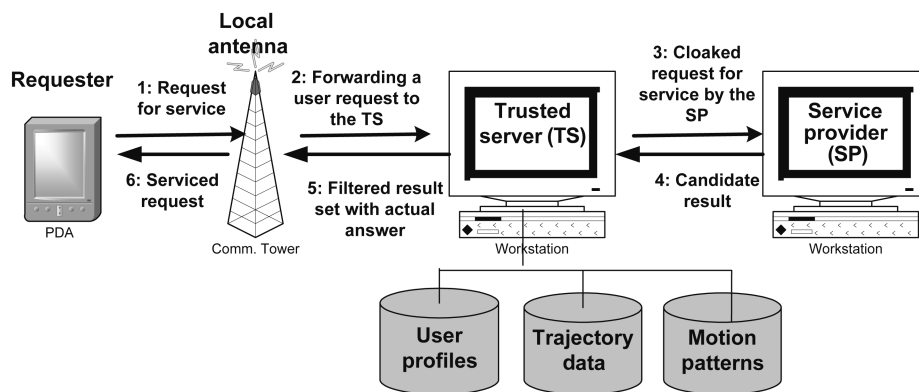 Local
antenna
Requester
1: Request
for service
2: Forwarding a
user request to
the TS
3: Cloaked
request for
service by the
SP
Trusted
server (TS)
Service
provider
(SP)
6: Serviced
request
5: Filtered result
set with actual
answer
4: Candidate
result
PDA
Comm. Tower
Workstation
Workstation
User
profiles
Trajectory
data
Motion
patterns